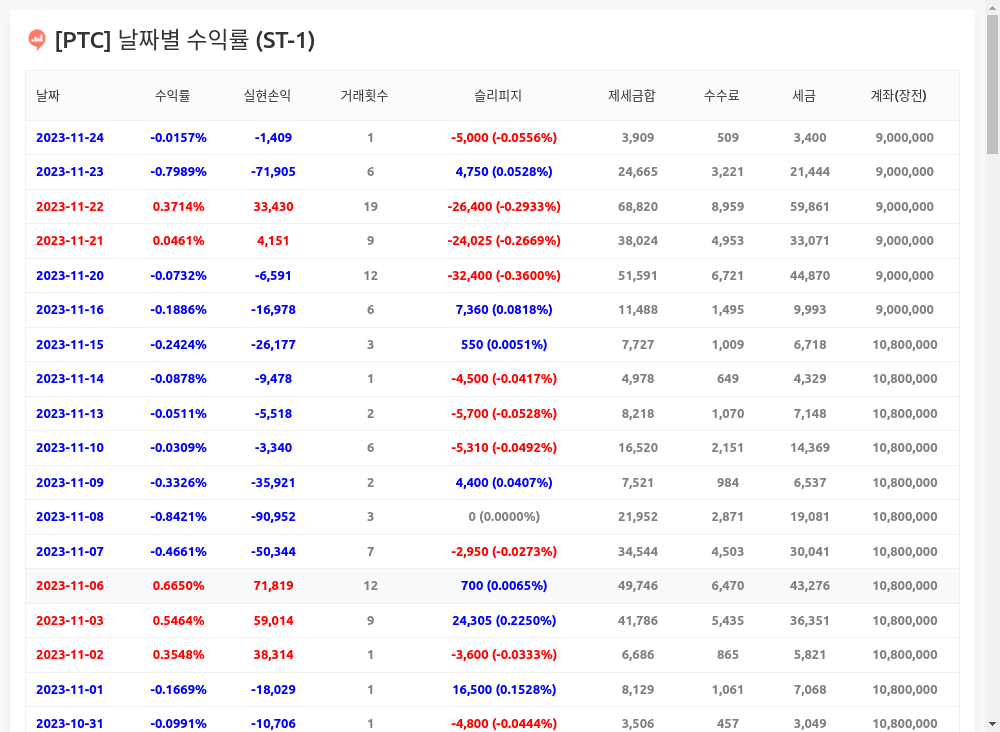 [PTC] 날짜별 수익률 (ST-1)
날짜 수익률 실현손익 거래횟수 슬리피지 제세금합 수수료 세금 계좌(장전)
2023-11-24 -0.0157% -1,409 1 -5,000 (-0.0556%) 3,909 509 3,400 9,000,000
2023-11-23 -0.7989% -71,905 6 4,750 (0.0528%) 24,665 3,221 21,444 9,000,000
2023-11-22 0.3714% 33,430 19 -26,400 (-0.2933%) 68,820 8,959 59,861 9,000,000
2023-11-21 0.0461% 4,151 9 -24,025 (-0.2669%) 38,024 4,953 33,071 9,000,000
2023-11-20 -0.0732% -6,591 12 -32,400 (-0.3600%) 51,591 6,721 44,870 9,000,000
2023-11-16 -0.1886% -16,978 6 7,360 (0.0818%) 11,488 1,495 9,993 9,000,000
2023-11-15 -0.2424% -26,177 3 550 (0.0051%) 7,727 1,009 6,718 10,800,000
2023-11-14 -0.0878% -9,478 1 -4,500 (-0.0417%) 4,978 649 4,329 10,800,000
2023-11-13 -0.0511% -5,518 2 -5,700 (-0.0528%) 8,218 1,070 7,148 10,800,000
2023-11-10 -0.0309% -3,340 6 -5,310 (-0.0492%) 16,520 2,151 14,369 10,800,000
2023-11-09 -0.3326% -35,921 2 4,400 (0.0407%) 7,521 984 6,537 10,800,000
2023-11-08 -0.8421% -90,952 3 0 (0.0000%) 21,952 2,871 19,081 10,800,000
2023-11-07 -0.4661% -50,344 7 -2,950 (-0.0273%) 34,544 4,503 30,041 10,800,000
2023-11-06 0.6650% 71,819 12 700 (0.0065%) 49,746 6,470 43,276 10,800,000
2023-11-03 0.5464% 59,014 9 24,305 (0.2250%) 41,786 5,435 36,351 10,800,000
2023-11-02 0.3548% 38,314 1 -3,600 (-0.0333%) 6,686 865 5,821 10,800,000
2023-11-01 -0.1669% -18,029 1 16,500 (0.1528%) 8,129 1,061 7,068 10,800,000
2023-10-31 -0.0991% -10,706 1 -4,800 (-0.0444%) 3,506 457 3,049 10,800,000